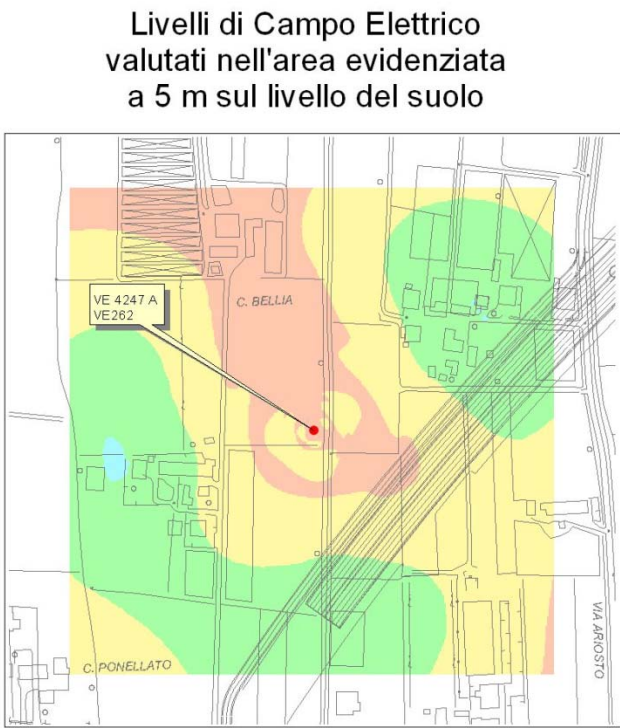 Livelli di Campo Elettrico
valutati nell'area evidenziata
a 5 m sul livello del suolo
VE 4247 A
VE262
C. BELLIA
VIA ARIOSTO
C. PONELLATO